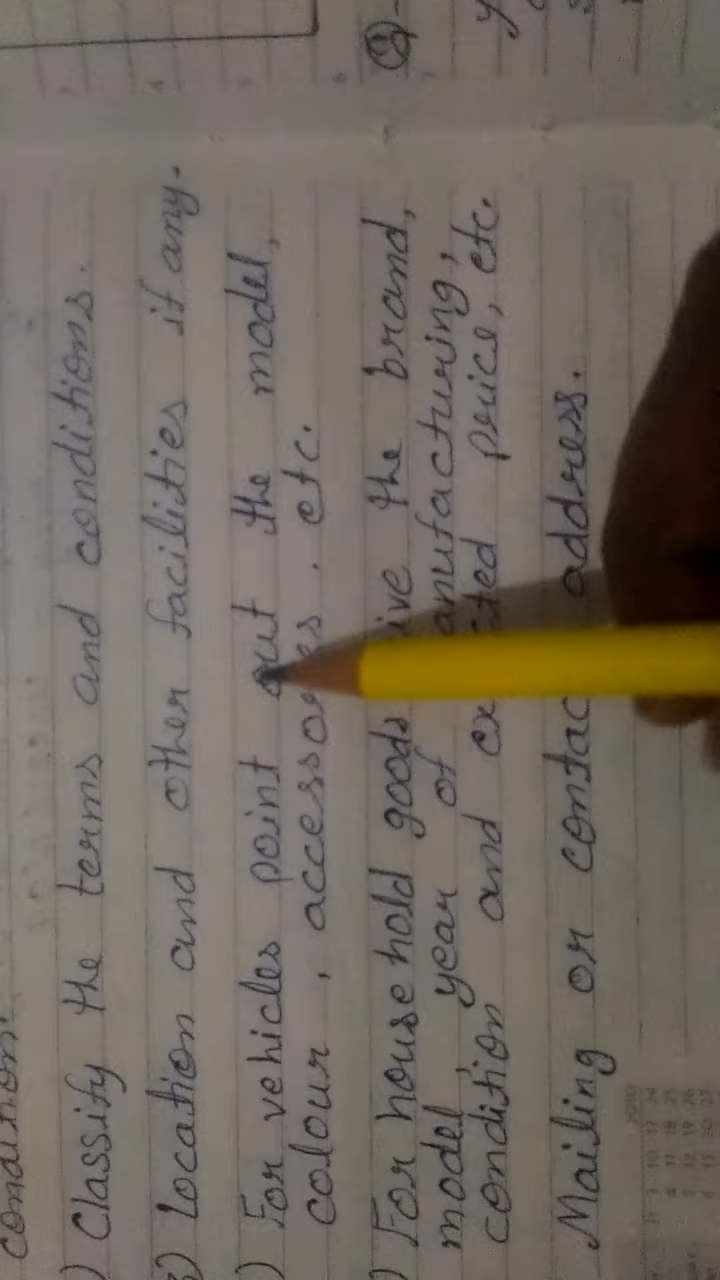 condition.
) Classify the terms and conditions.
3) Location and other facilities if any.
) For vehicles point out the model,
colour, accessories. etc.
) For house hold goods give the brand,
model, year of manufacturing,
condition and expected price, etc.
Mailing or contact address.
Q-